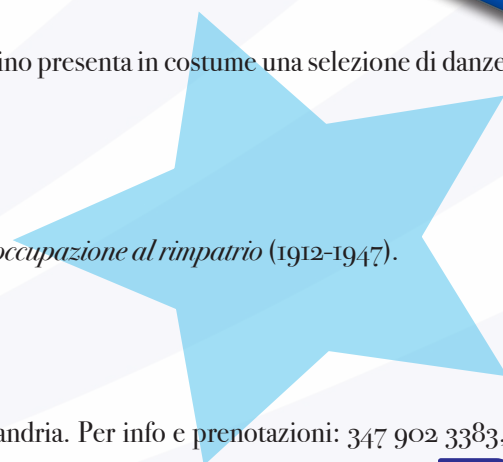 ino presenta in costume una selezione di danze
occupazione al rimpatrio (1912-1947).
andria. Per info e prenotazioni: 347 902 3383,